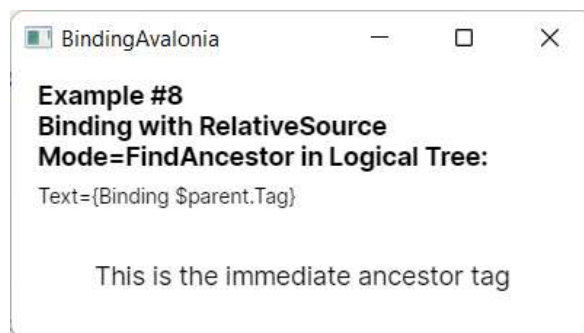 BindingAvalonia
Example #8
Binding with RelativeSource
Mode=FindAncestor in Logical Tree:
Text={Binding $parent.Tag}
This is the immediate ancestor tag